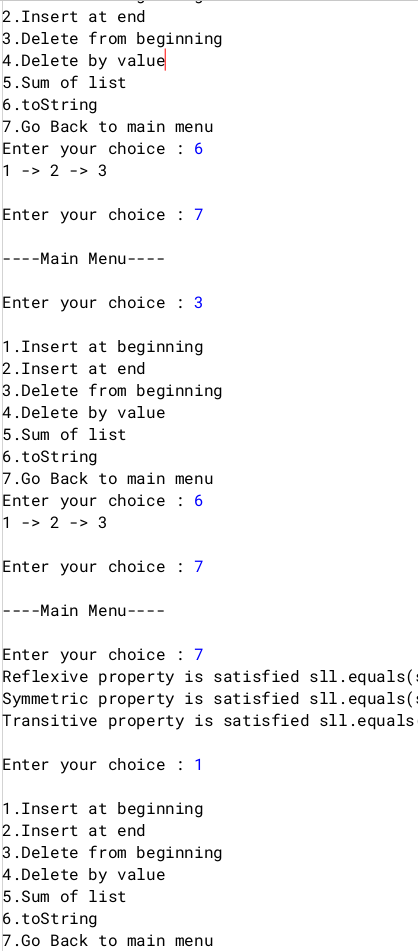 2.Insert at end
3.Delete from beginning
4.Delete by value
5.Sum of list
6.toString
7.Go Back to main menu
Enter your choice : 6
1 -> 2 -> 3
Enter your choice : 7
----Main Menu----
Enter your choice : 3
1.Insert at beginning
2.Insert at end
3.Delete from beginning
4.Delete by value
5.Sum of list
6.toString
7.Go Back to main menu
Enter your choice : 6
1 -> 2 -> 3
Enter your choice : 7
----Main Menu----
Enter your choice : 7
Reflexive property is satisfied sll.equals(
Symmetric property is satisfied sll.equals(
Transitive property is satisfied sll.equals
Enter your choice : 1
1.Insert at beginning
2.Insert at end
3.Delete from beginning
4.Delete by value
5.Sum of list
6.toString
7.Go Back to main menu